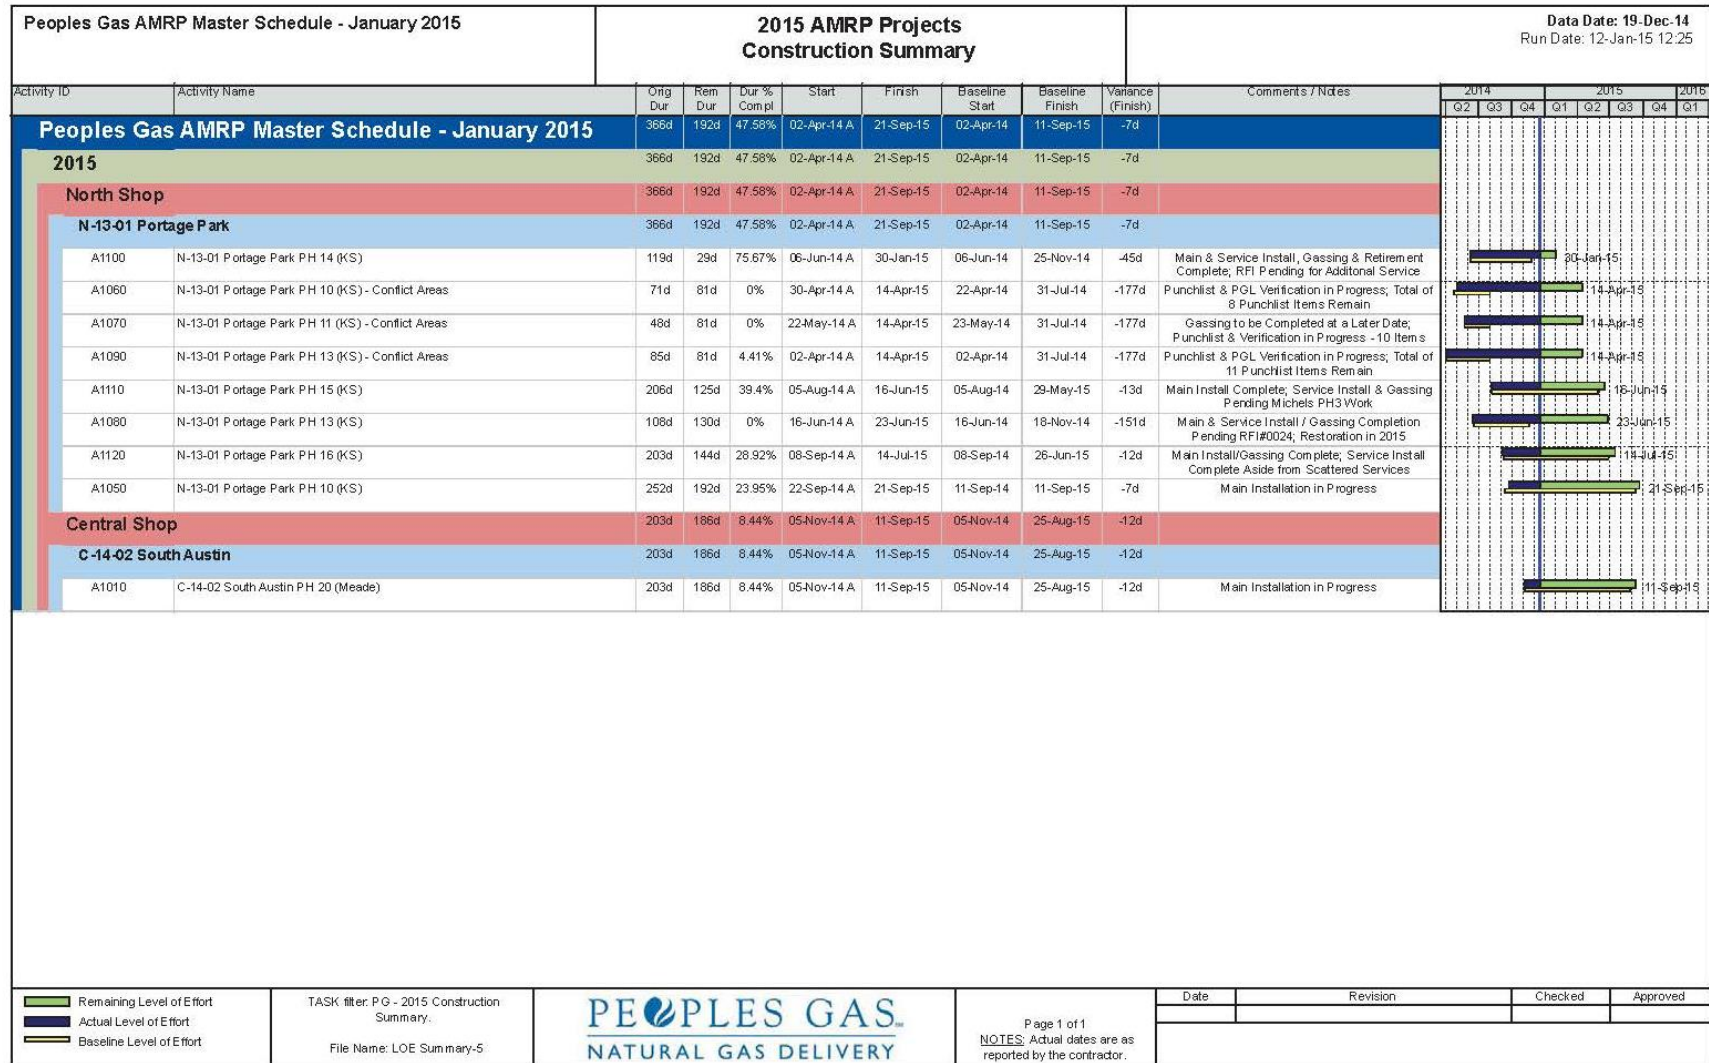 Peoples Gas AMRP Master Schedule - January 2015
2015 AMRP Projects
Construction Summary
Data Date: 19-Dec-14
Run Date: 12-Jan-15 12:25
Activity ID Activity Name Orig Dur Rem Dur Dur % Compl Start Finish Baseline Start Baseline Finish Variance (Finish) Comments / Notes 2014 2015 2016
Q2 Q3 Q4 Q1 Q2 Q3 Q4 Q1
Peoples Gas AMRP Master Schedule - January 2015 366d 192d 47.58% 02-Apr-14 A 21-Sep-15 02-Apr-14 11-Sep-15 -7d
2015 366d 192d 47.58% 02-Apr-14 A 21-Sep-15 02-Apr-14 11-Sep-15 -7d
North Shop 366d 192d 47.58% 02-Apr-14 A 21-Sep-15 02-Apr-14 11-Sep-15 -7d
N-13-01 Portage Park 366d 192d 47.58% 02-Apr-14 A 21-Sep-15 02-Apr-14 11-Sep-15 -7d
A1100 N-13-01 Portage Park PH 14 (KS) 119d 29d 75.67% 06-Jun-14 A 30-Jan-15 06-Jun-14 25-Nov-14 -45d Main & Service Install, Gassing & Retirement 30-Jan-15
Complete; RFI Pending for Additonal Service
A1060 N-13-01 Portage Park PH 10 (KS) - Conflict Areas 71d 81d 0% 30-Apr-14 A 14-Apr-15 22-Apr-14 31-Jul-14 -177d Punchlist & PGL Verification in Progress; Total of 14-Apr-15
8 Punchlist Items Remain
A1070 N-13-01 Portage Park PH 11 (KS) - Conflict Areas 48d 81d 0% 22-May-14 A 14-Apr-15 23-May-14 31-Jul-14 -177d Gassing to be Completed at a Later Date; 14-Apr-15
Punchlist & Verification in Progress - 10 Items
A1090 N-13-01 Portage Park PH 13 (KS) - Conflict Areas 85d 81d 4.41% 02-Apr-14 A 14-Apr-15 02-Apr-14 31-Jul-14 -177d Punchlist & PGL Verification in Progress; Total of 14-Apr-15
11 Punchlist Items Remain
A1110 N-13-01 Portage Park PH 15 (KS) 206d 125d 39.4% 05-Aug-14 A 16-Jun-15 05-Aug-14 29-May-15 -13d Main Install Complete; Service Install & Gassing 16-Jun-15
Pending Michels PH3 Work
A1080 N-13-01 Portage Park PH 13 (KS) 108d 130d 0% 16-Jun-14 A 23-Jun-15 16-Jun-14 18-Nov-14 -151d Main & Service Install / Gassing Completion 23-Jun-15
Pending RFI#0024; Restoration in 2015
A1120 N-13-01 Portage Park PH 16 (KS) 203d 144d 28.92% 08-Sep-14 A 14-Jul-15 08-Sep-14 26-Jun-15 -12d Main Install/Gassing Complete; Service Install 14-Jul-15
Complete Aside from Scattered Services
A1050 N-13-01 Portage Park PH 10 (KS) 252d 192d 23.95% 22-Sep-14 A 21-Sep-15 11-Sep-14 11-Sep-15 -7d Main Installation in Progress 21-Sep-15
Central Shop 203d 186d 8.44% 05-Nov-14 A 11-Sep-15 05-Nov-14 25-Aug-15 -12d
C-14-02 South Austin 203d 186d 8.44% 05-Nov-14 A 11-Sep-15 05-Nov-14 25-Aug-15 -12d
A1010 C-14-02 South Austin PH 20 (Meade) 203d 186d 8.44% 05-Nov-14 A 11-Sep-15 05-Nov-14 25-Aug-15 -12d Main Installation in Progress 11-Sep-15
Remaining Level of Effort
Actual Level of Effort
Baseline Level of Effort
TASK filter: PG - 2015 Construction
Summary.
File Name: LOE Summary-5
PEOPLES GAS
NATURAL GAS DELIVERY
Page 1 of 1
NOTES: Actual dates are as
reported by the contractor.
Date Revision Checked Approved